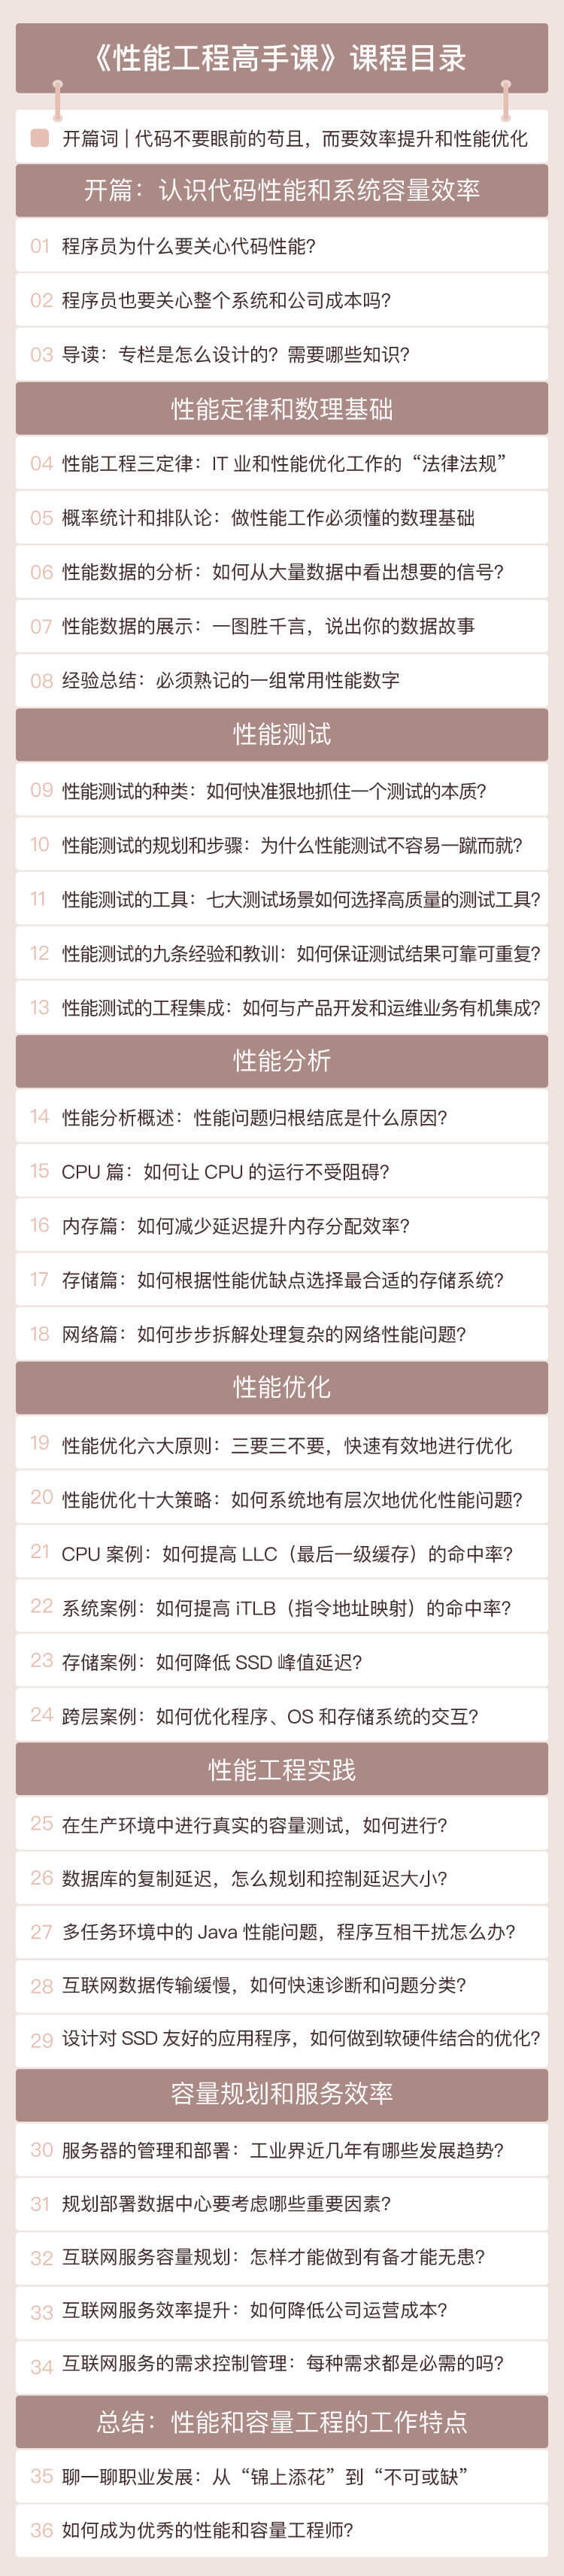 《性能工程高手课》课程目录
开篇词 | 代码不要眼前的苟且，而要效率提升和性能优化
开篇：认识代码性能和系统容量效率
01 程序员为什么要关心代码性能？
02 程序员也要关心整个系统和公司成本吗？
03 导读：专栏是怎么设计的？需要哪些知识？
性能定律和数理基础
04 性能工程三定律：IT 业和性能优化工作的“法律法规”
05 概率统计和排队论：做性能工作必须懂的数理基础
06 性能数据的分析：如何从大量数据中看出想要的信号？
07 性能数据的展示：一图胜千言，说出你的数据故事
08 经验总结：必须熟记的一组常用性能数字
性能测试
09 性能测试的种类：如何快准狠地抓住一个测试的本质？
10 性能测试的规划和步骤：为什么性能测试不容易一蹴而就？
11 性能测试的工具：七大测试场景如何选择高质量的测试工具？
12 性能测试的九条经验和教训：如何保证测试结果可靠可重复？
13 性能测试的工程集成：如何与产品开发和运维业务有机集成？
性能分析
14 性能分析概述：性能问题归根结底是什么原因？
15 CPU 篇：如何让 CPU 的运行不受阻碍？
16 内存篇：如何减少延迟提升内存分配效率？
17 存储篇：如何根据性能优缺点选择最合适的存储系统？
18 网络篇：如何步步拆解处理复杂的网络性能问题？
性能优化
19 性能优化六大原则：三要三不要，快速有效地进行优化
20 性能优化十大策略：如何系统地有层次地优化性能问题？
21 CPU 案例：如何提高 LLC（最后一级缓存）的命中率？
22 系统案例：如何提高 iTLB（指令地址映射）的命中率？
23 存储案例：如何降低 SSD 峰值延迟？
24 跨层案例：如何优化程序、OS 和存储系统的交互？
性能工程实践
25 在生产环境中进行真实的容量测试，如何进行？
26 数据库的复制延迟，怎么规划和控制延迟大小？
27 多任务环境中的 Java 性能问题，程序互相干扰怎么办？
28 互联网数据传输缓慢，如何快速诊断和问题分类？
29 设计对 SSD 友好的应用程序，如何做到软硬件结合的优化？
容量规划和服务效率
30 服务器的管理和部署：工业界近几年有哪些发展趋势？
31 规划部署数据中心要考虑哪些重要因素？
32 互联网服务容量规划：怎样才能做到有备才能无患？
33 互联网服务效率提升：如何降低公司运营成本？
34 互联网服务的需求控制管理：每种需求都是必需的吗？
总结：性能和容量工程的工作特点
35 聊一聊职业发展：从“锦上添花”到“不可或缺”
36 如何成为优秀的性能和容量工程师？